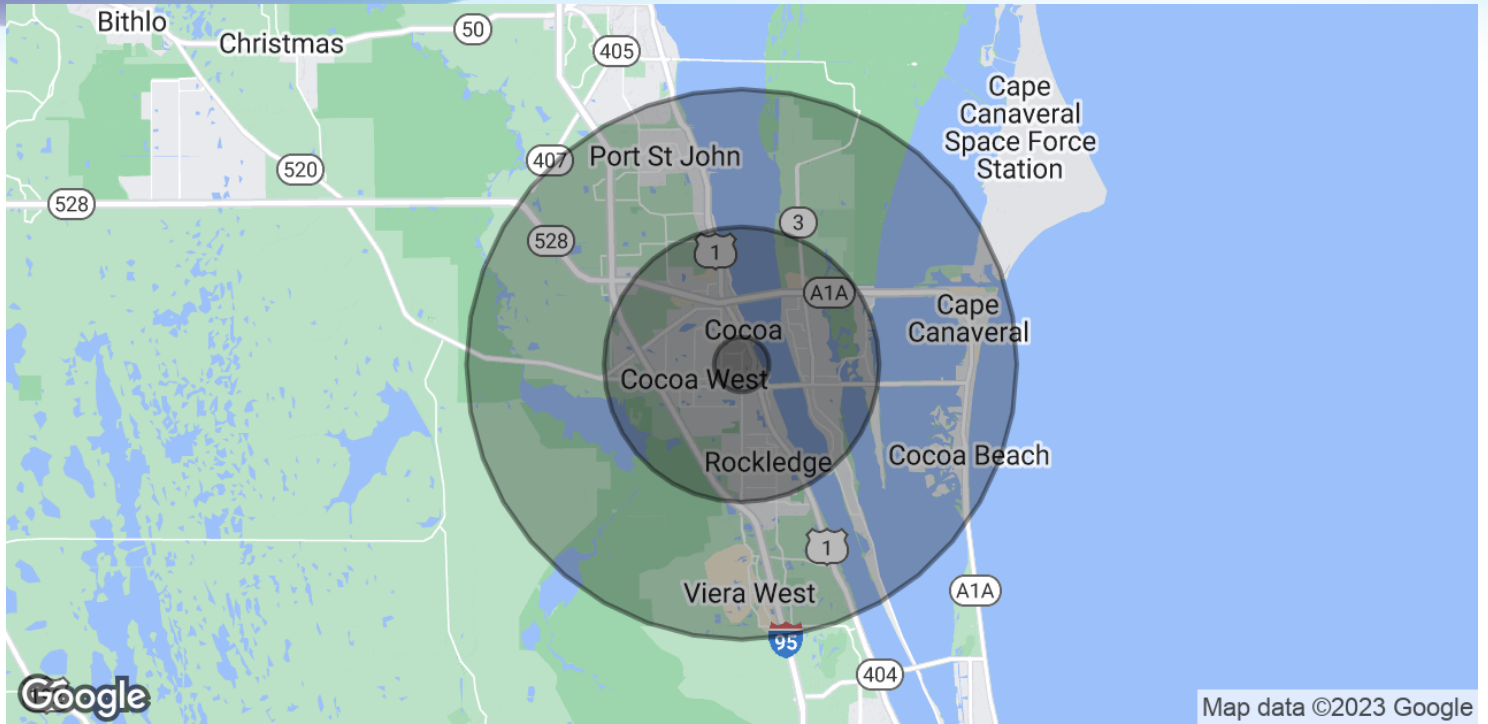 Bithlo
Christmas
50
405
Cape
Canaveral
Space Force
Station
407
Port St John
520
528
3
528
1
A1A
Cape
Canaveral
Cocoa
Cocoa West
Rockledge
Cocoa Beach
1
Viera West
A1A
95
404
Google
Map data ©2023 Google